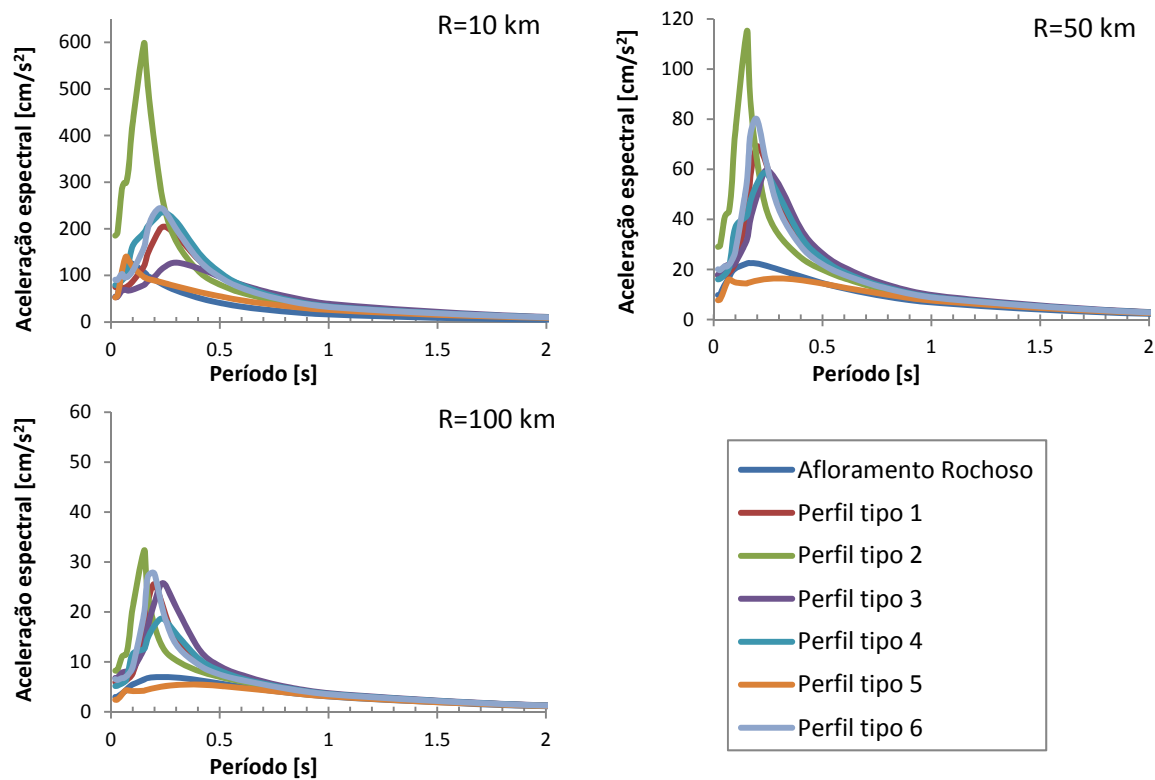 R=10 km
Aceleração espectral [cm/s²]
600
500
400
300
200
100
0
0
0.5
1
1.5
2
Período [s]
R=50 km
Aceleração espectral [cm/s²]
120
100
80
60
40
20
0
0
0.5
1
1.5
2
Período [s]
R=100 km
Aceleração espectral [cm/s²]
60
50
40
30
20
10
0
0
0.5
1
1.5
2
Período [s]
Afloramento Rochoso
Perfil tipo 1
Perfil tipo 2
Perfil tipo 3
Perfil tipo 4
Perfil tipo 5
Perfil tipo 6